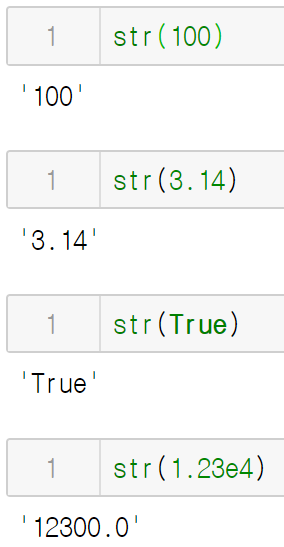 1 str(100)
'100'
1 str(3.14)
'3.14'
1 str(True)
'True'
1 str(1.23e4)
'12300.0'